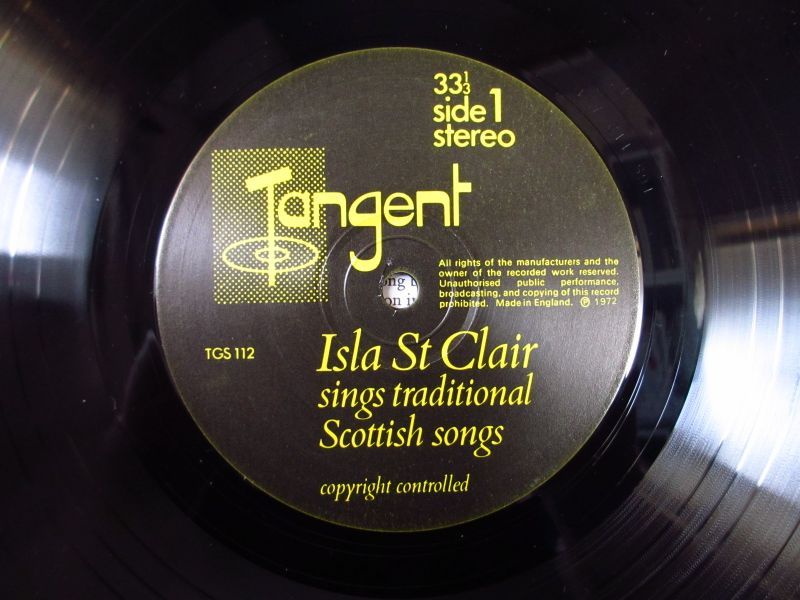 33⅓
side 1
stereo
Tangent
All rights of the manufacturers and the
owner of the recorded work reserved.
Unauthorised public performance,
broadcasting, and copying of this record
prohibited. Made in England. ℗ 1972
TGS 112
Isla St Clair
sings traditional
Scottish songs
copyright controlled